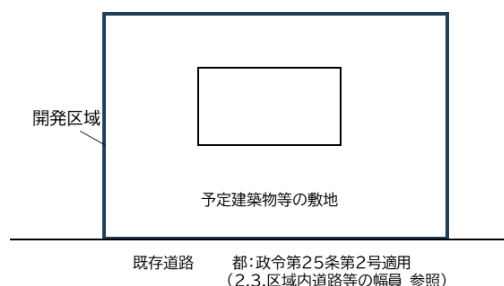 開発区域
予定建築物等の敷地
既存道路 都:政令第25条第2号適用
(2.3.区域内道路等の幅員 参照)